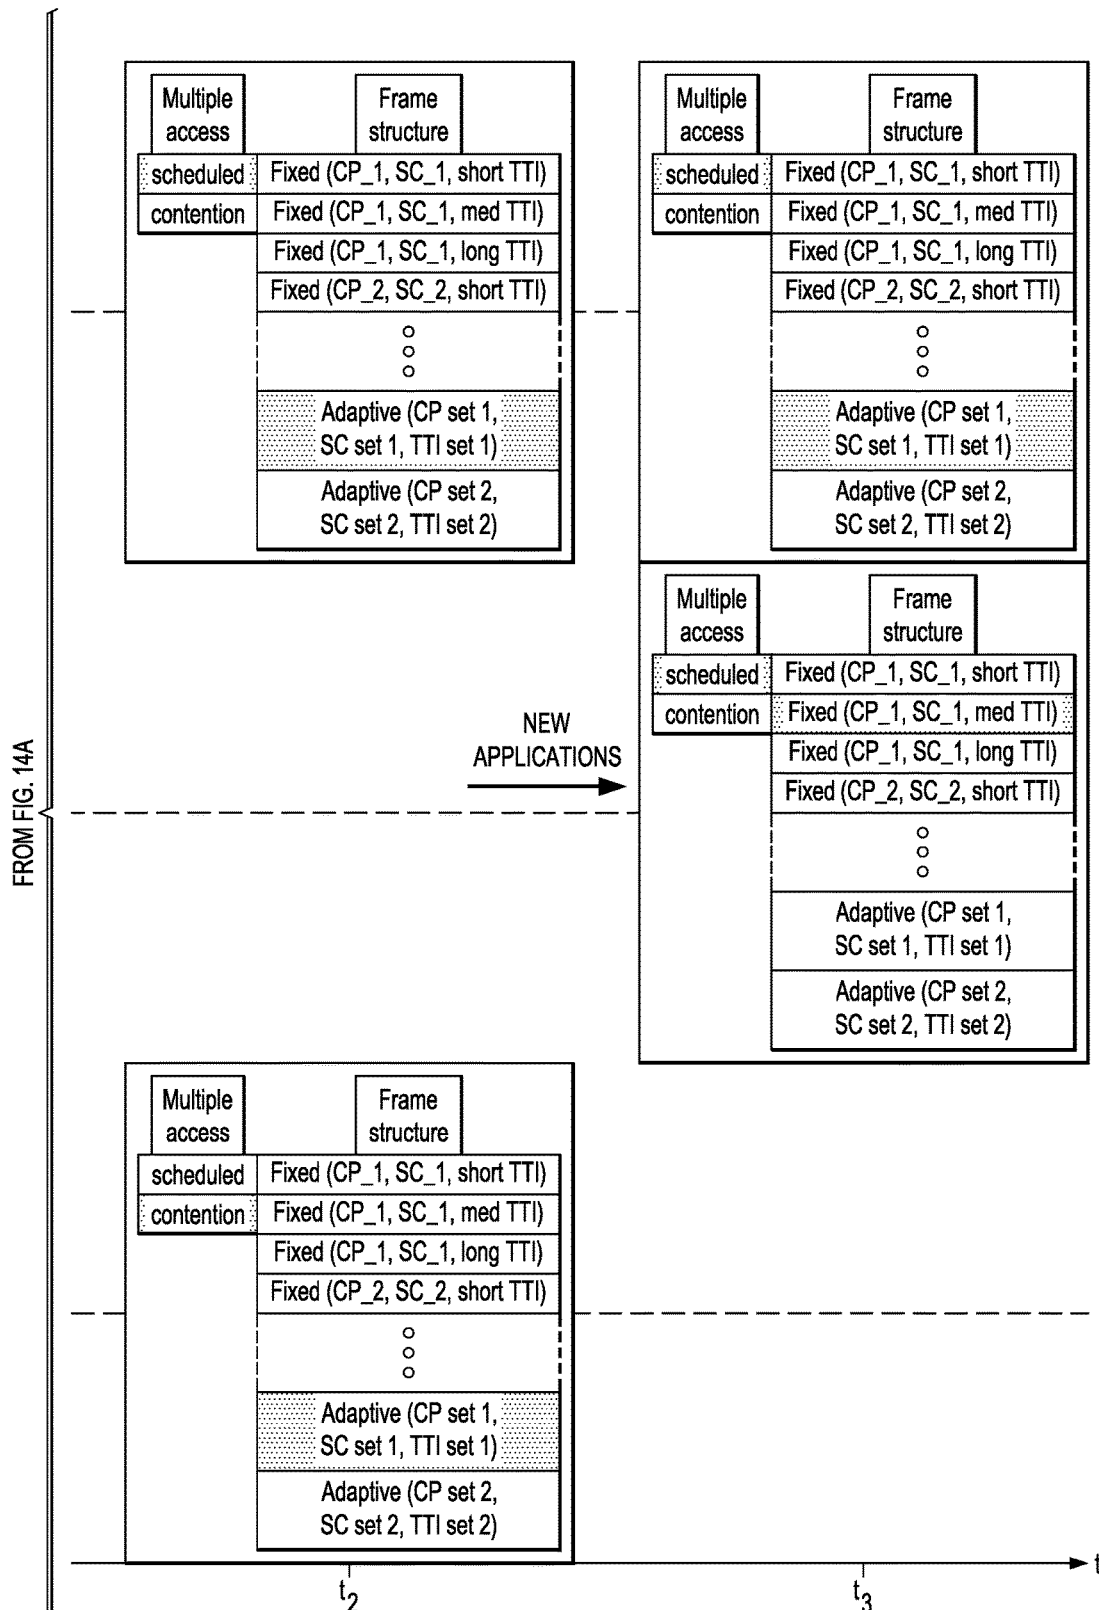 FROM FIG. 14A
Multiple
access
Frame
structure
scheduled
Fixed (CP_1, SC_1, short TTI)
contention
Fixed (CP_1, SC_1, med TTI)
Fixed (CP_1, SC_1, long TTI)
Fixed (CP_2, SC_2, short TTI)
Adaptive (CP set 1,
SC set 1, TTI set 1)
Adaptive (CP set 2,
SC set 2, TTI set 2)
Multiple
access
Frame
structure
scheduled
Fixed (CP_1, SC_1, short TTI)
contention
Fixed (CP_1, SC_1, med TTI)
Fixed (CP_1, SC_1, long TTI)
Fixed (CP_2, SC_2, short TTI)
Adaptive (CP set 1,
SC set 1, TTI set 1)
Adaptive (CP set 2,
SC set 2, TTI set 2)
NEW
APPLICATIONS
Multiple
access
Frame
structure
scheduled
Fixed (CP_1, SC_1, short TTI)
contention
Fixed (CP_1, SC_1, med TTI)
Fixed (CP_1, SC_1, long TTI)
Fixed (CP_2, SC_2, short TTI)
Adaptive (CP set 1,
SC set 1, TTI set 1)
Adaptive (CP set 2,
SC set 2, TTI set 2)
Multiple
access
Frame
structure
scheduled
Fixed (CP_1, SC_1, short TTI)
contention
Fixed (CP_1, SC_1, med TTI)
Fixed (CP_1, SC_1, long TTI)
Fixed (CP_2, SC_2, short TTI)
Adaptive (CP set 1,
SC set 1, TTI set 1)
Adaptive (CP set 2,
SC set 2, TTI set 2)
t
t2
t3